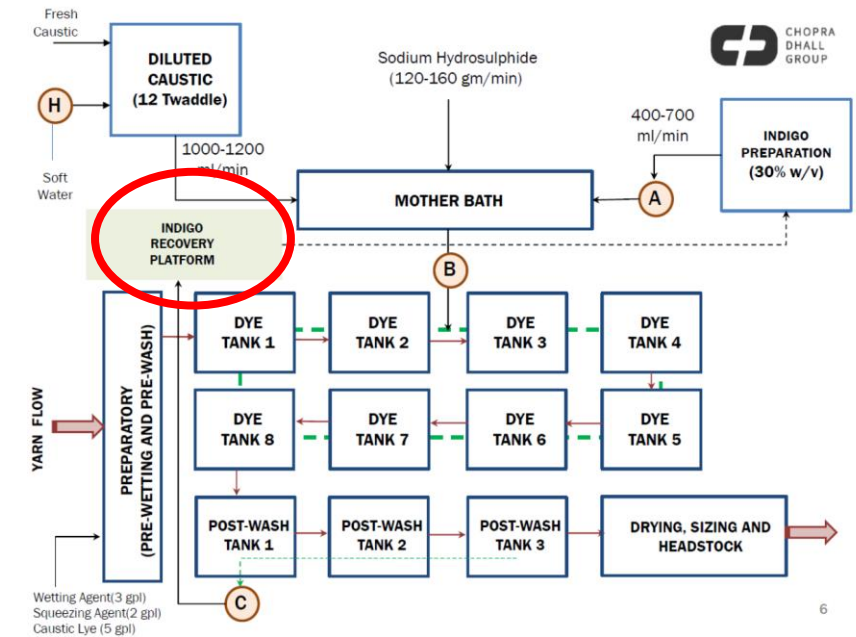 Fresh
Caustic
DILUTED
CAUSTIC
(12 Twaddle)
H
Soft
Water
1000-1200
ml/min
Sodium Hydrosulphide
(120-160 gm/min)
CHOPRA
DHALL
GROUP
400-700
ml/min
INDIGO
PREPARATION
(30% w/v)
MOTHER BATH
A
INDIGO
RECOVERY
PLATFORM
B
YARN FLOW
PREPARATORY
(PRE-WETTING AND PRE-WASH)
DYE
TANK 1
DYE
TANK 2
DYE
TANK 3
DYE
TANK 4
DYE
TANK 8
DYE
TANK 7
DYE
TANK 6
DYE
TANK 5
POST-WASH
TANK 1
POST-WASH
TANK 2
POST-WASH
TANK 3
DRYING, SIZING AND
HEADSTOCK
C
Wetting Agent(3 gpl)
Squeezing Agent(2 gpl)
Caustic Lye (5 gpl)
6